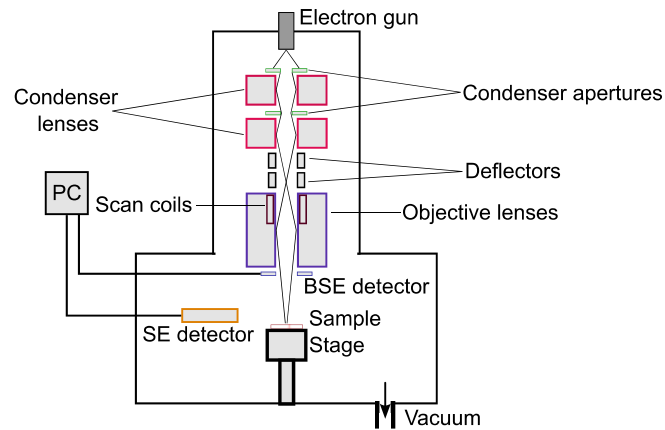 Electron gun
Condenser
lenses
Condenser apertures
Deflectors
PC
Scan coils
Objective lenses
BSE detector
SE detector
Sample
Stage
Vacuum